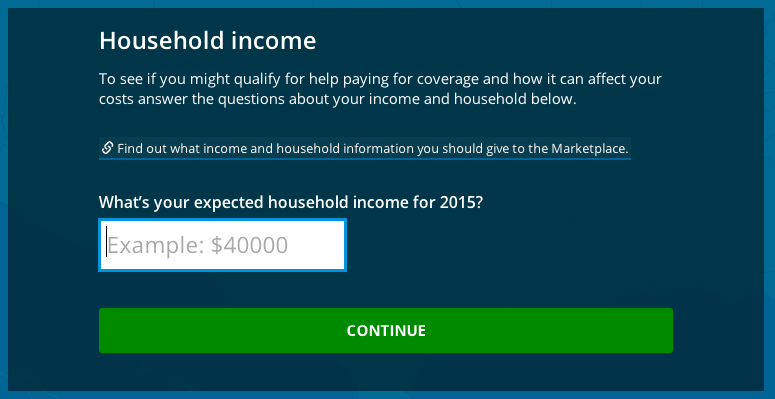 Household income
To see if you might qualify for help paying for coverage and how it can affect your
costs answer the questions about your income and household below.
Find out what income and household information you should give to the Marketplace.
What's your expected household income for 2015?
Example: $40000
CONTINUE